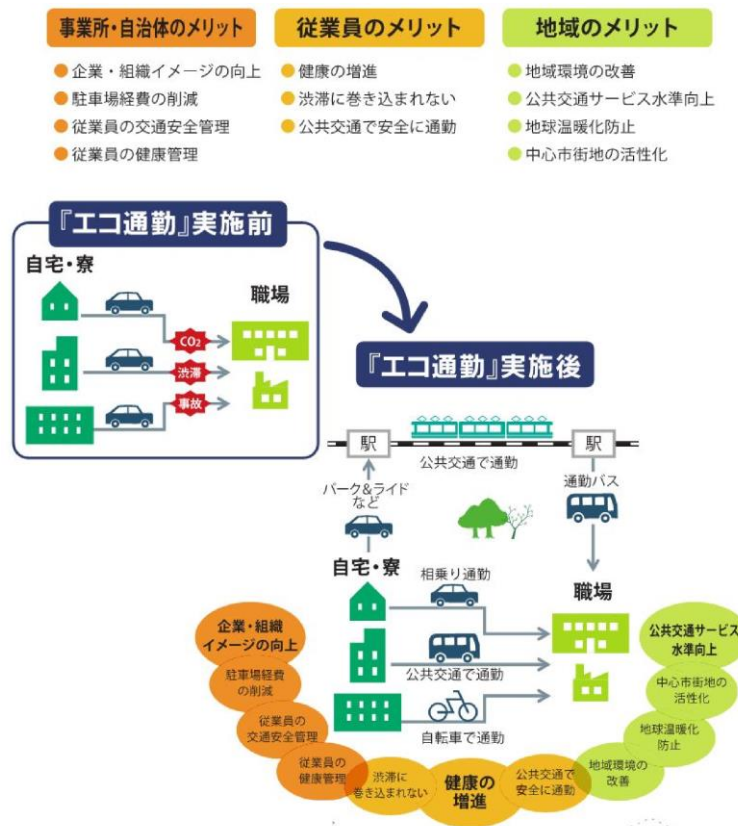 事業所・自治体のメリット
企業・組織イメージの向上
駐車場経費の削減
従業員の交通安全管理
従業員の健康管理
従業員のメリット
健康の増進
渋滞に巻き込まれない
公共交通で安全に通勤
地域のメリット
地域環境の改善
公共交通サービス水準向上
地球温暖化防止
中心市街地の活性化
『エコ通勤』実施前
自宅・寮
職場
CO₂
渋滞
事故
『エコ通勤』実施後
駅
駅
公共交通で通勤
パーク&ライド
など
通勤バス
自宅・寮
相乗り通勤
職場
公共交通で通勤
自転車で通勤
企業・組織
イメージの向上
駐車場経費
の削減
従業員の
交通安全管理
従業員の
健康管理
渋滞に
巻き込まれない
健康の
増進
公共交通で
安全に通勤
地域環境の
改善
地球温暖化
防止
中心市街地の
活性化
公共交通サービス
水準向上